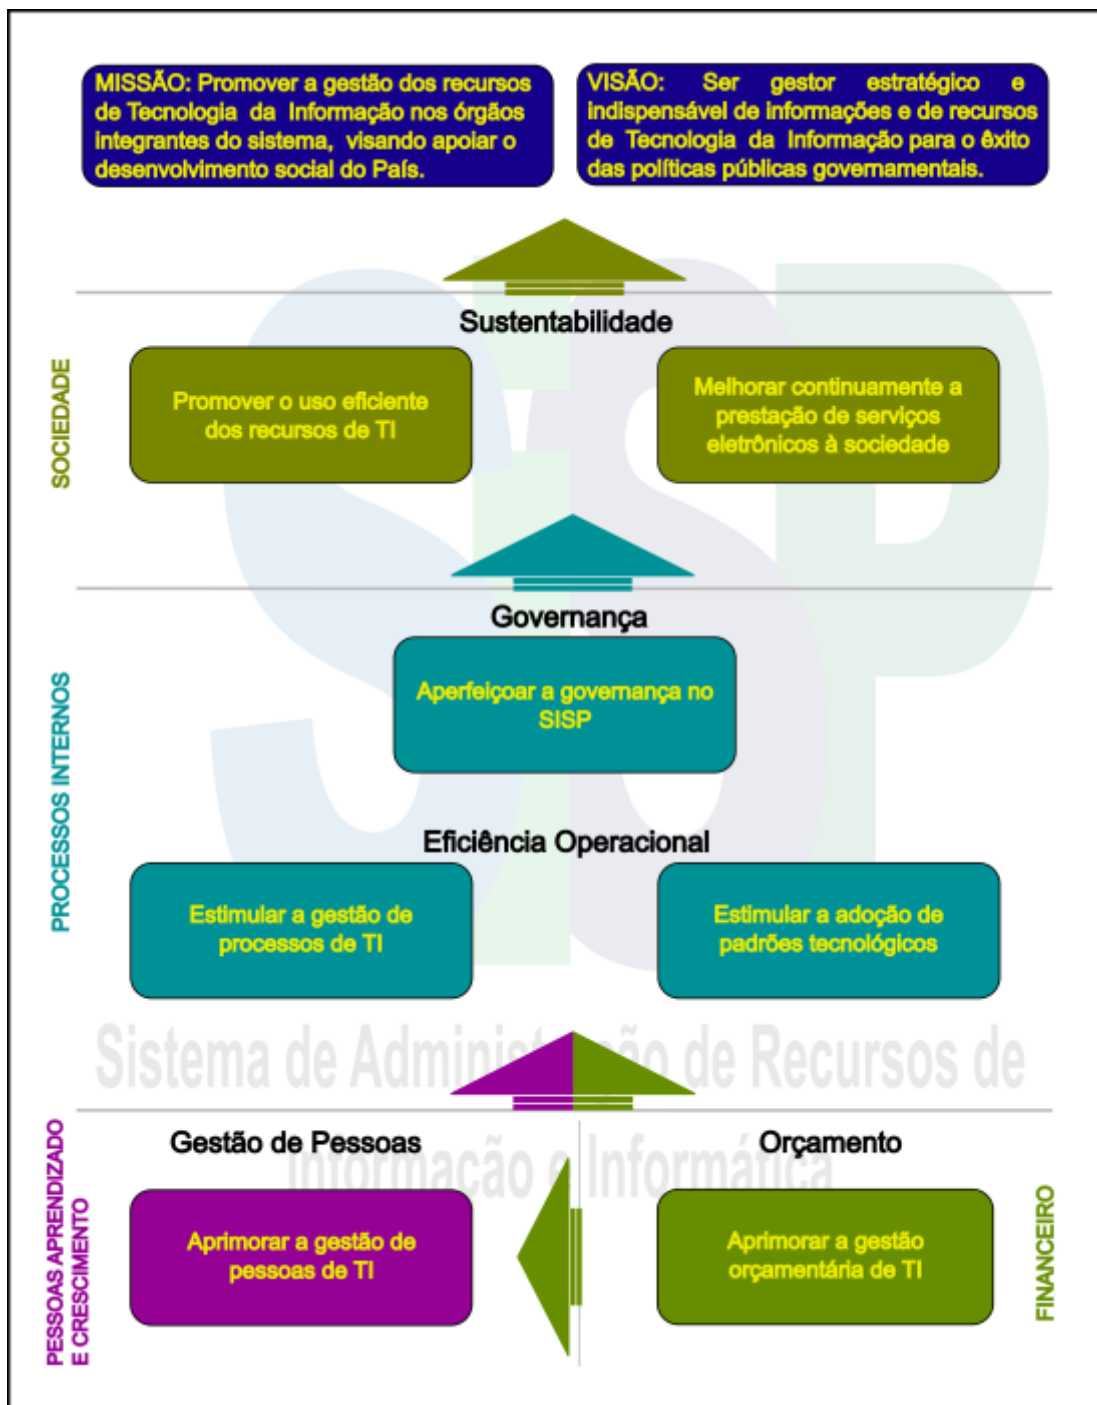 MISSÃO: Promover a gestão dos recursos
de Tecnologia da Informação nos órgãos
integrantes do sistema, visando apoiar o
desenvolvimento social do País.
VISÃO: Ser gestor estratégico e
indispensável de informações e de recursos
de Tecnologia da Informação para o êxito
das políticas públicas governamentais.
SOCIEDADE
Sustentabilidade
Promover o uso eficiente
dos recursos de TI
Melhorar continuamente a
prestação de serviços
eletrônicos à sociedade
PROCESSOS INTERNOS
Governança
Aperfeiçoar a governança no
SISP
Eficiência Operacional
Estimular a gestão de
processos de TI
Estimular a adoção de
padrões tecnológicos
SISP
Sistema de Administração de Recursos de
Informação e Informática
PESSOAS APRENDIZADO
E CRESCIMENTO
Gestão de Pessoas
Aprimorar a gestão de
pessoas de TI
Orçamento
Aprimorar a gestão
orçamentária de TI
FINANCEIRO